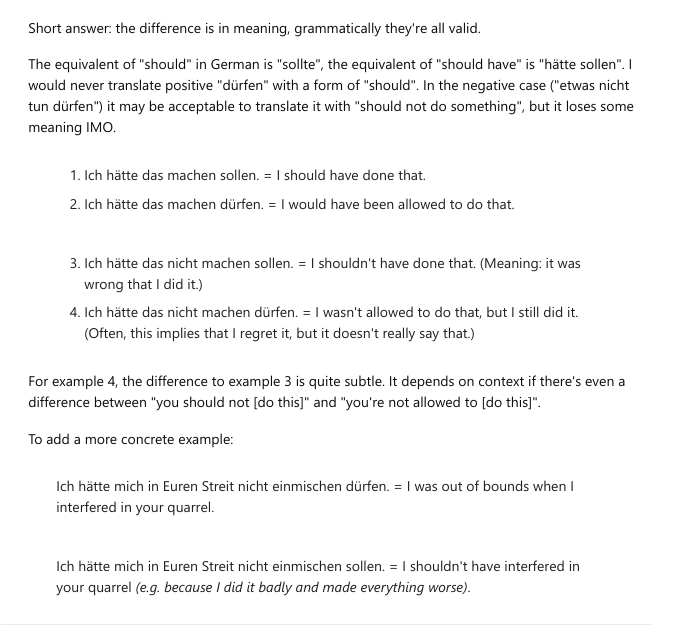 Short answer: the difference is in meaning, grammatically they're all valid.
The equivalent of "should" in German is "sollte", the equivalent of "should have" is "hätte sollen". I
would never translate positive "dürfen" with a form of "should". In the negative case ("etwas nicht
tun dürfen") it may be acceptable to translate it with "should not do something", but it loses some
meaning IMO.
1. Ich hätte das machen sollen. = I should have done that.
2. Ich hätte das machen dürfen. = I would have been allowed to do that.
3. Ich hätte das nicht machen sollen. = I shouldn't have done that. (Meaning: it was
wrong that I did it.)
4. Ich hätte das nicht machen dürfen. = I wasn't allowed to do that, but I still did it.
(Often, this implies that I regret it, but it doesn't really say that.)
For example 4, the difference to example 3 is quite subtle. It depends on context if there's even a
difference between "you should not [do this]" and "you're not allowed to [do this]".
To add a more concrete example:
Ich hätte mich in Euren Streit nicht einmischen dürfen. = I was out of bounds when I
interfered in your quarrel.
Ich hätte mich in Euren Streit nicht einmischen sollen. = I shouldn't have interfered in
your quarrel (e.g. because I did it badly and made everything worse).